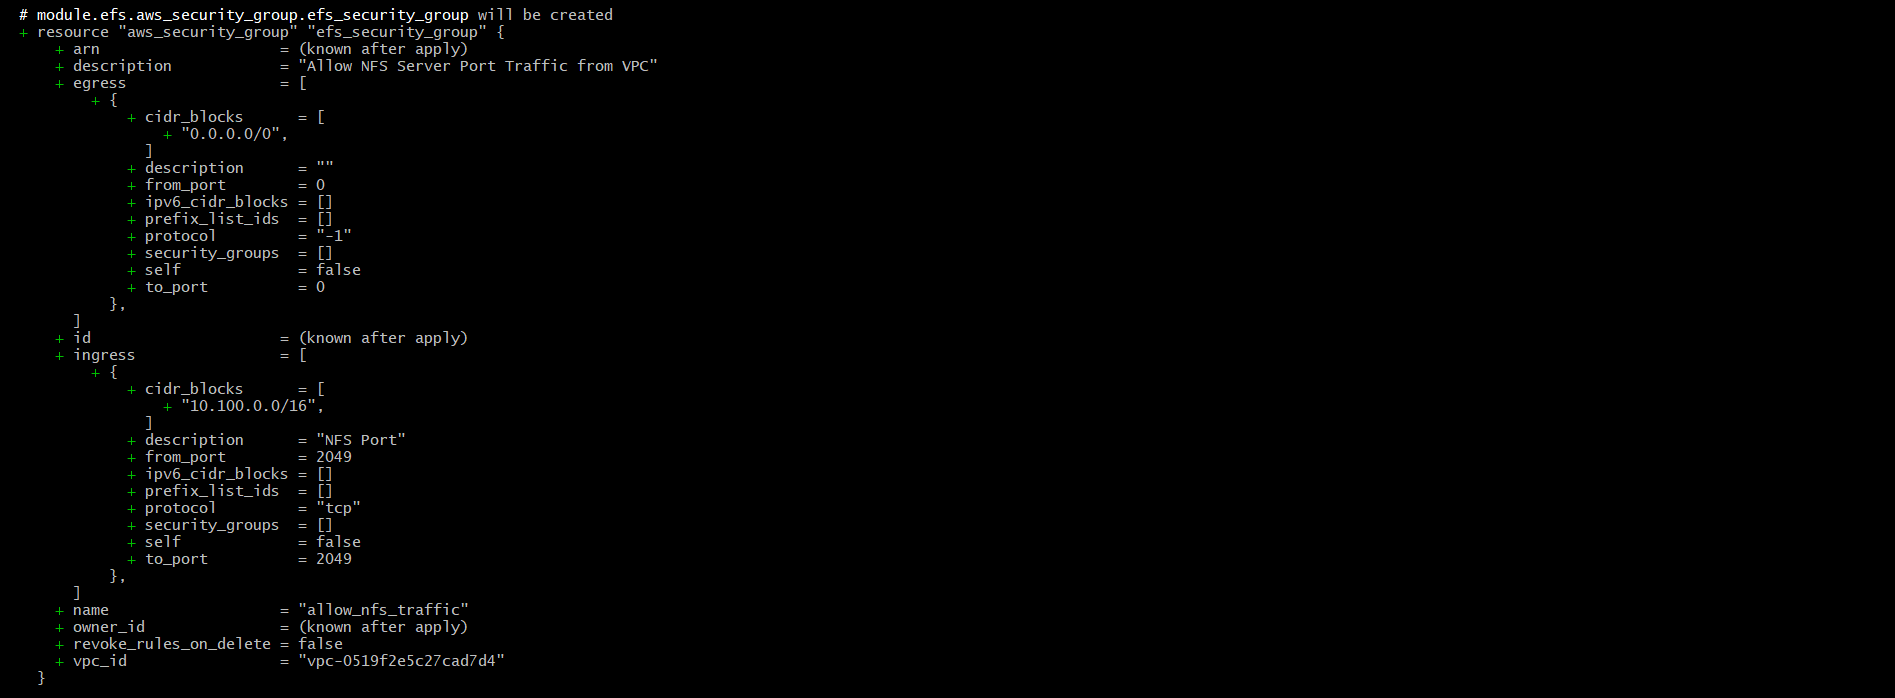 # module.efs.aws_security_group.efs_security_group will be created
+ resource "aws_security_group" "efs_security_group" {
    + arn                    = (known after apply)
    + description            = "Allow NFS Server Port Traffic from VPC"
    + egress                 = [
        + {
            + cidr_blocks      = [
                + "0.0.0.0/0",
              ]
            + description      = ""
            + from_port        = 0
            + ipv6_cidr_blocks = []
            + prefix_list_ids  = []
            + protocol         = "-1"
            + security_groups  = []
            + self             = false
            + to_port          = 0
          },
      ]
    + id                     = (known after apply)
    + ingress                = [
        + {
            + cidr_blocks      = [
                + "10.100.0.0/16",
              ]
            + description      = "NFS Port"
            + from_port        = 2049
            + ipv6_cidr_blocks = []
            + prefix_list_ids  = []
            + protocol         = "tcp"
            + security_groups  = []
            + self             = false
            + to_port          = 2049
          },
      ]
    + name                   = "allow_nfs_traffic"
    + owner_id               = (known after apply)
    + revoke_rules_on_delete = false
    + vpc_id                 = "vpc-0519f2e5c27cad7d4"
  }